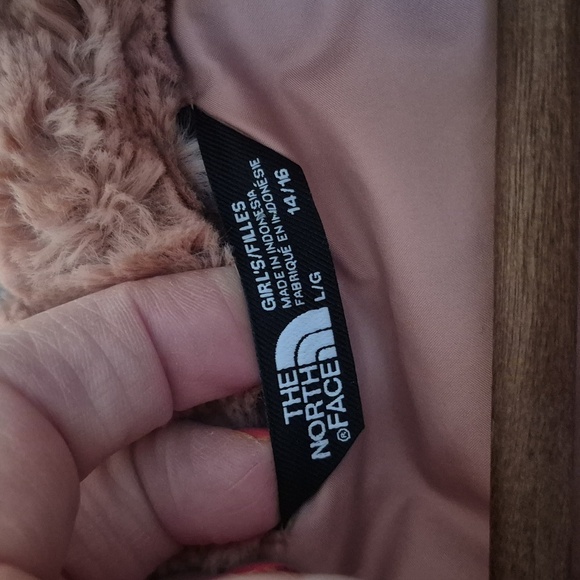 GIRL'S/FILLES
MADE IN INDONESIA
FABRIQUÉ EN INDONÉSIE
L/G 14/16
THE
NORTH
FACE®